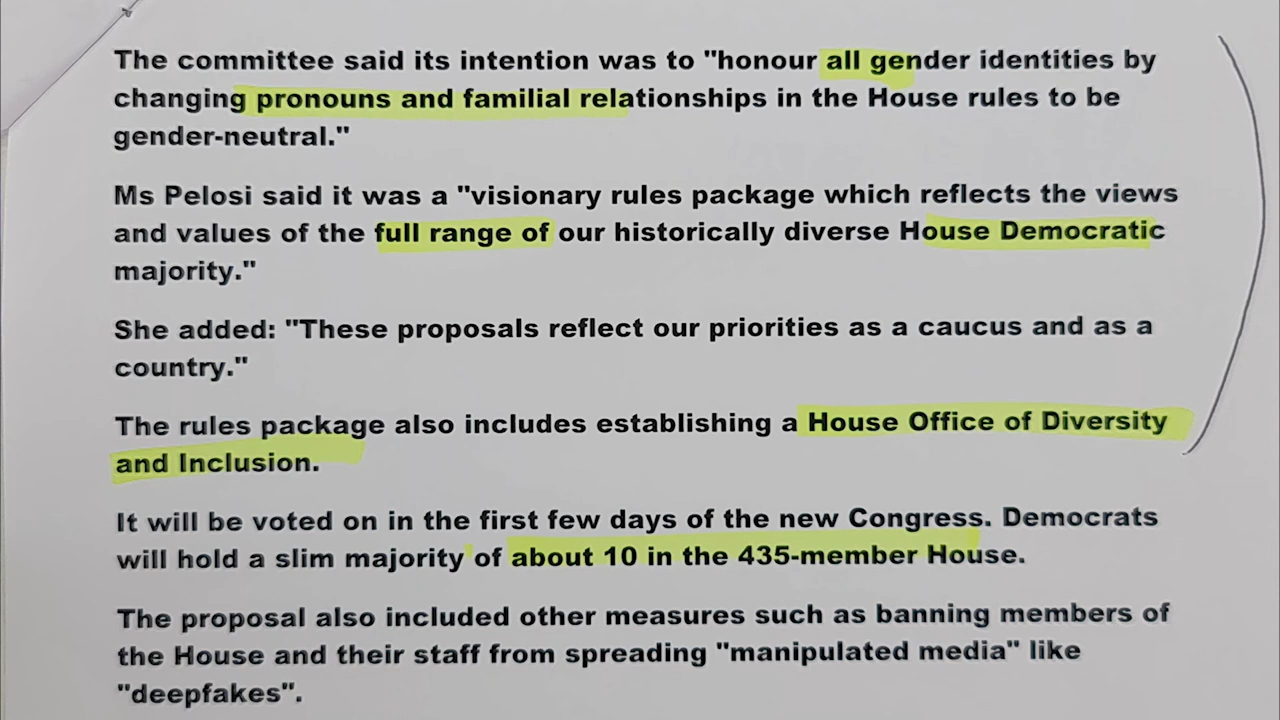 The committee said its intention was to "honour all gender identities by
changing pronouns and familial relationships in the House rules to be
gender-neutral."
Ms Pelosi said it was a "visionary rules package which reflects the views
and values of the full range of our historically diverse House Democratic
majority."
She added: "These proposals reflect our priorities as a caucus and as a
country."
The rules package also includes establishing a House Office of Diversity
and Inclusion.
It will be voted on in the first few days of the new Congress. Democrats
will hold a slim majority of about 10 in the 435-member House.
The proposal also included other measures such as banning members of
the House and their staff from spreading "manipulated media" like
"deepfakes".